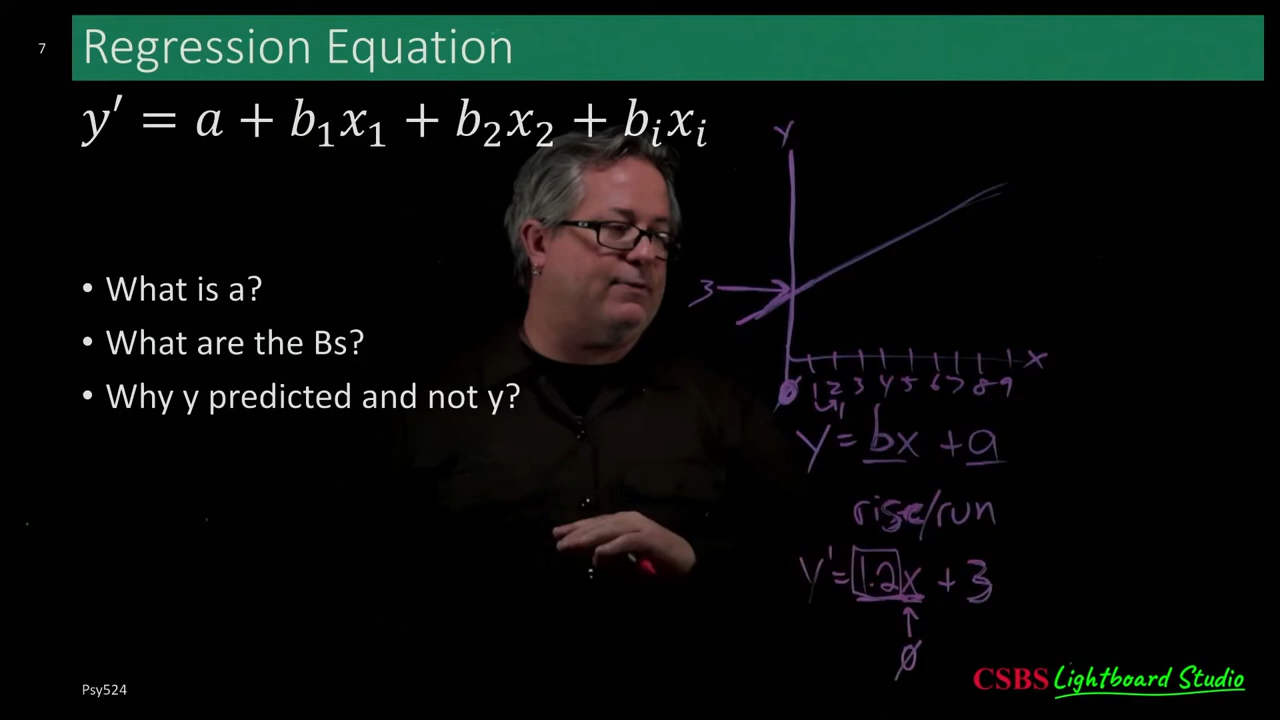 7
Regression Equation
y′ = a + b₁x₁ + b₂x₂ + bᵢxᵢ
• What is a?
• What are the Bs?
• Why y predicted and not y?
Y
3
X
0 1 2 3 4 5 6 7 8 9
1
y = bx + a
rise/run
y' = 1.2x + 3
Ø
Psy524
CSBS Lightboard Studio